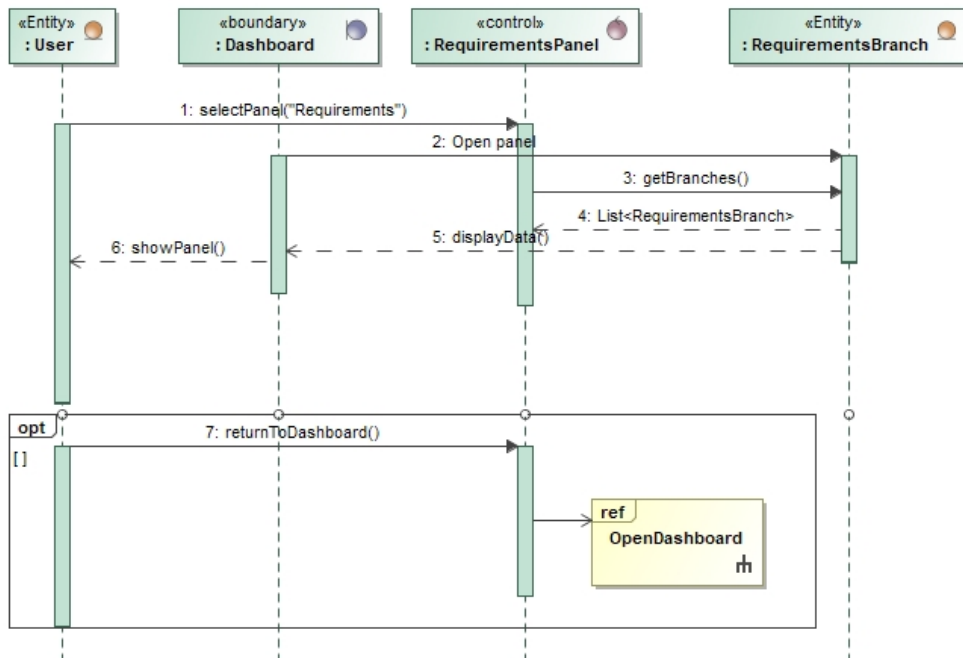 «Entity»
: User
«boundary»
: Dashboard
«control»
: RequirementsPanel
«Entity»
: RequirementsBranch
1: selectPanel("Requirements")
2: Open panel
3: getBranches()
4: List<RequirementsBranch>
5: displayData()
6: showPanel()
opt
[ ]
7: returnToDashboard()
ref
OpenDashboard